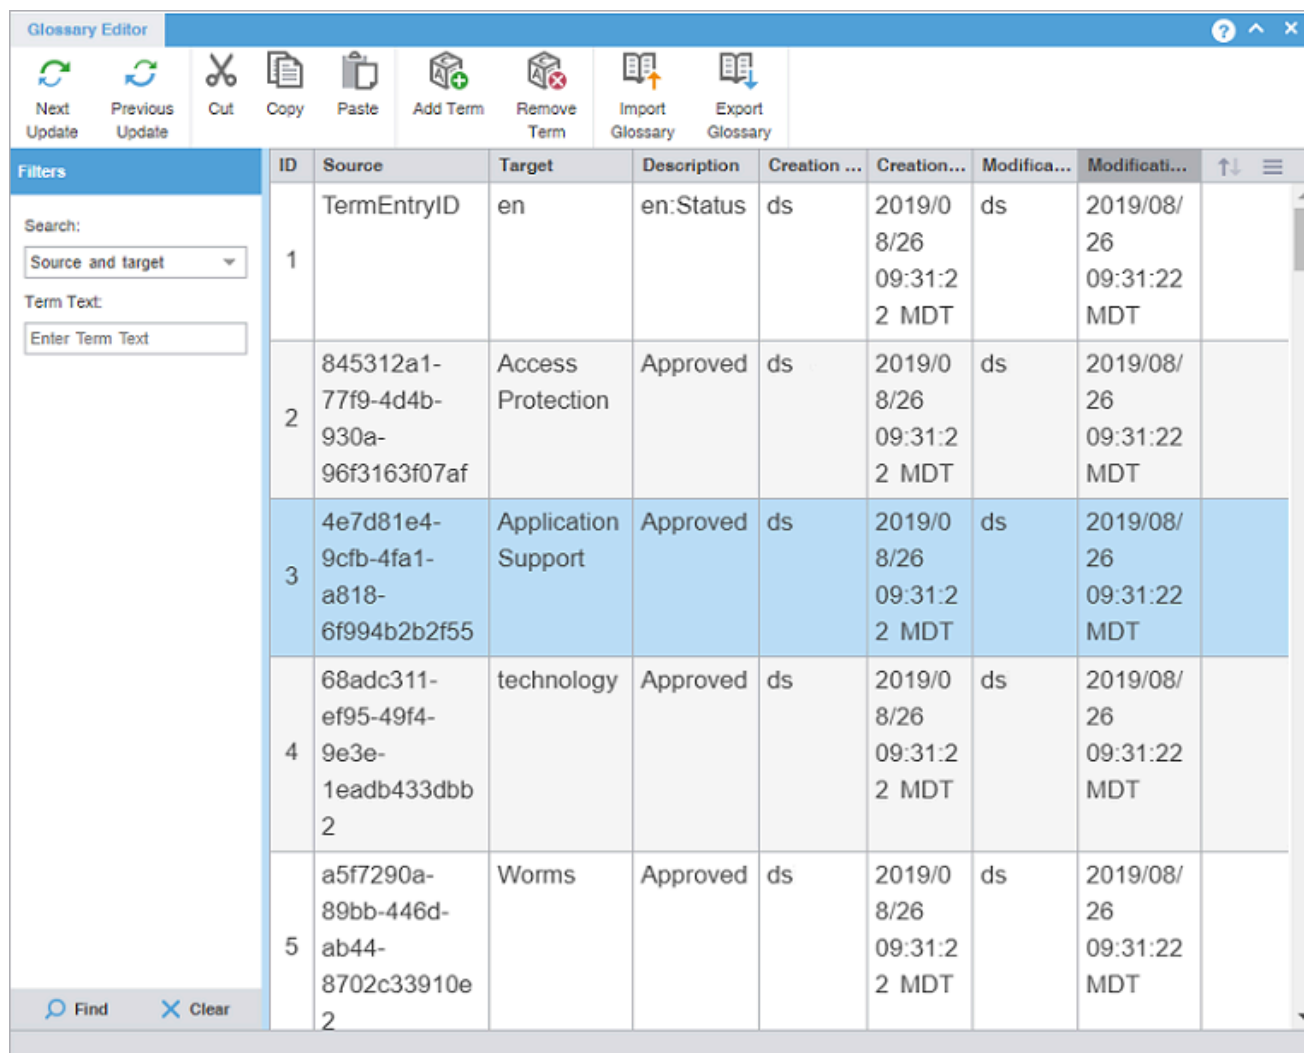 Glossary Editor
?
Next Update
Previous Update
Cut
Copy
Paste
Add Term
Remove Term
Import Glossary
Export Glossary
Filters
Search:
Source and target
Term Text:
Enter Term Text
Find
Clear
ID Source Target Description Creation ... Creation... Modifica... Modificati...
1
TermEntryID
en
en:Status
ds
2019/0
8/26
09:31:2
2 MDT
ds
2019/08/
26
09:31:22
MDT
2
845312a1-
77f9-4d4b-
930a-
96f3163f07af
Access
Protection
Approved
ds
2019/0
8/26
09:31:2
2 MDT
ds
2019/08/
26
09:31:22
MDT
3
4e7d81e4-
9cfb-4fa1-
a818-
6f994b2b2f55
Application
Support
Approved
ds
2019/0
8/26
09:31:2
2 MDT
ds
2019/08/
26
09:31:22
MDT
4
68adc311-
ef95-49f4-
9e3e-
1eadb433dbb
2
technology
Approved
ds
2019/0
8/26
09:31:2
2 MDT
ds
2019/08/
26
09:31:22
MDT
5
a5f7290a-
89bb-446d-
ab44-
8702c33910e
2
Worms
Approved
ds
2019/0
8/26
09:31:2
2 MDT
ds
2019/08/
26
09:31:22
MDT